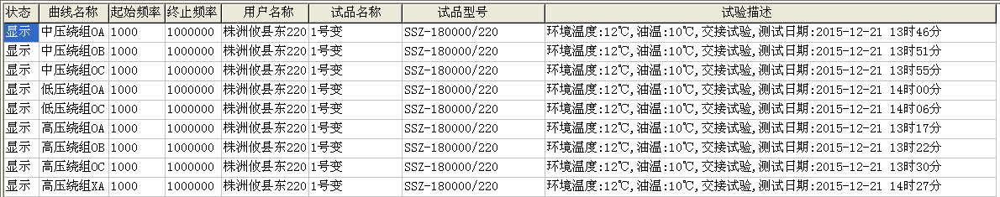 状态 曲线名称 起始频率 终止频率 用户名称 试品名称 试品型号 试验描述
显示 中压绕组OA 1000 1000000 株洲攸县东220 1号变 SSZ-180000/220 环境温度:12℃,油温:10℃,交接试验,测试日期:2015-12-21 13时46分
显示 中压绕组OB 1000 1000000 株洲攸县东220 1号变 SSZ-180000/220 环境温度:12℃,油温:10℃,交接试验,测试日期:2015-12-21 13时51分
显示 中压绕组OC 1000 1000000 株洲攸县东220 1号变 SSZ-180000/220 环境温度:12℃,油温:10℃,交接试验,测试日期:2015-12-21 13时55分
显示 低压绕组OA 1000 1000000 株洲攸县东220 1号变 SSZ-180000/220 环境温度:12℃,油温:10℃,交接试验,测试日期:2015-12-21 14时00分
显示 低压绕组OC 1000 1000000 株洲攸县东220 1号变 SSZ-180000/220 环境温度:12℃,油温:10℃,交接试验,测试日期:2015-12-21 14时06分
显示 高压绕组OA 1000 1000000 株洲攸县东220 1号变 SSZ-180000/220 环境温度:12℃,油温:10℃,交接试验,测试日期:2015-12-21 13时17分
显示 高压绕组OB 1000 1000000 株洲攸县东220 1号变 SSZ-180000/220 环境温度:12℃,油温:10℃,交接试验,测试日期:2015-12-21 13时22分
显示 高压绕组OC 1000 1000000 株洲攸县东220 1号变 SSZ-180000/220 环境温度:12℃,油温:10℃,交接试验,测试日期:2015-12-21 13时30分
显示 高压绕组XA 1000 1000000 株洲攸县东220 1号变 SSZ-180000/220 环境温度:12℃,油温:10℃,交接试验,测试日期:2015-12-21 14时27分